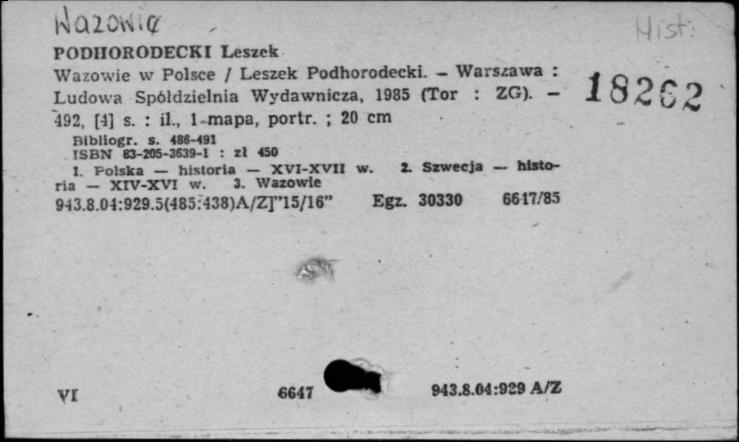 Wazowie
Hist:
PODHORODECKI Leszek
Wazowie w Polsce / Leszek Podhorodecki. — Warszawa :
Ludowa Spółdzielnia Wydawnicza, 1985 (Tor : ZG). —
18262
492, [4] s. : il., 1 mapa, portr. ; 20 cm
Bibliogr. s. 486-491
ISBN 83-205-3639-1 : zł 450
1. Polska — historia — XVI-XVII w. 2. Szwecja — histo-
ria — XIV-XVI w. 3. Wazowie
943.8.04:929.5(485:438)A/Z]"15/16" Egz. 30330 6647/85
VI 6647 943.8.04:929 A/Z